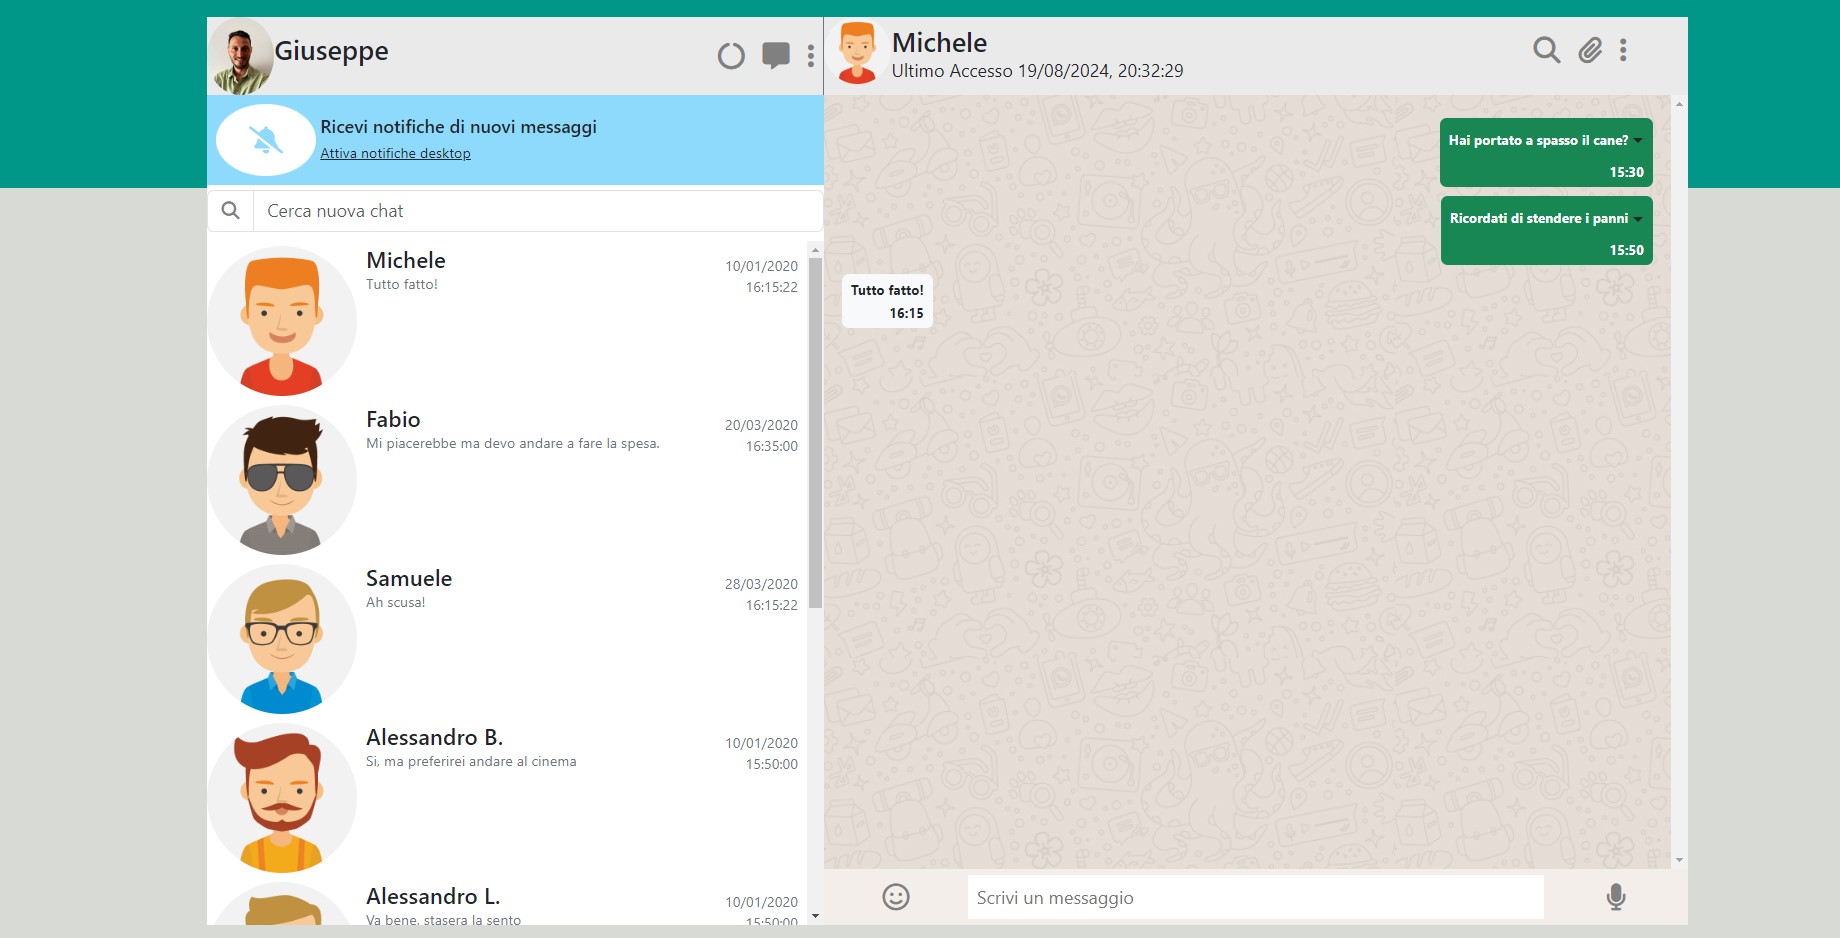 Giuseppe
Ricevi notifiche di nuovi messaggi
Attiva notifiche desktop
Cerca nuova chat
Michele
10/01/2020
Tutto fatto!
16:15:22
Fabio
20/03/2020
Mi piacerebbe ma devo andare a fare la spesa.
16:35:00
Samuele
28/03/2020
Ah scusa!
16:15:22
Alessandro B.
10/01/2020
Si, ma preferirei andare al cinema
15:50:00
Alessandro L.
10/01/2020
Va bene, stasera la sento
15:50:00
Michele
Ultimo Accesso 19/08/2024, 20:32:29
Hai portato a spasso il cane?
15:30
Ricordati di stendere i panni
15:50
Tutto fatto!
16:15
Scrivi un messaggio